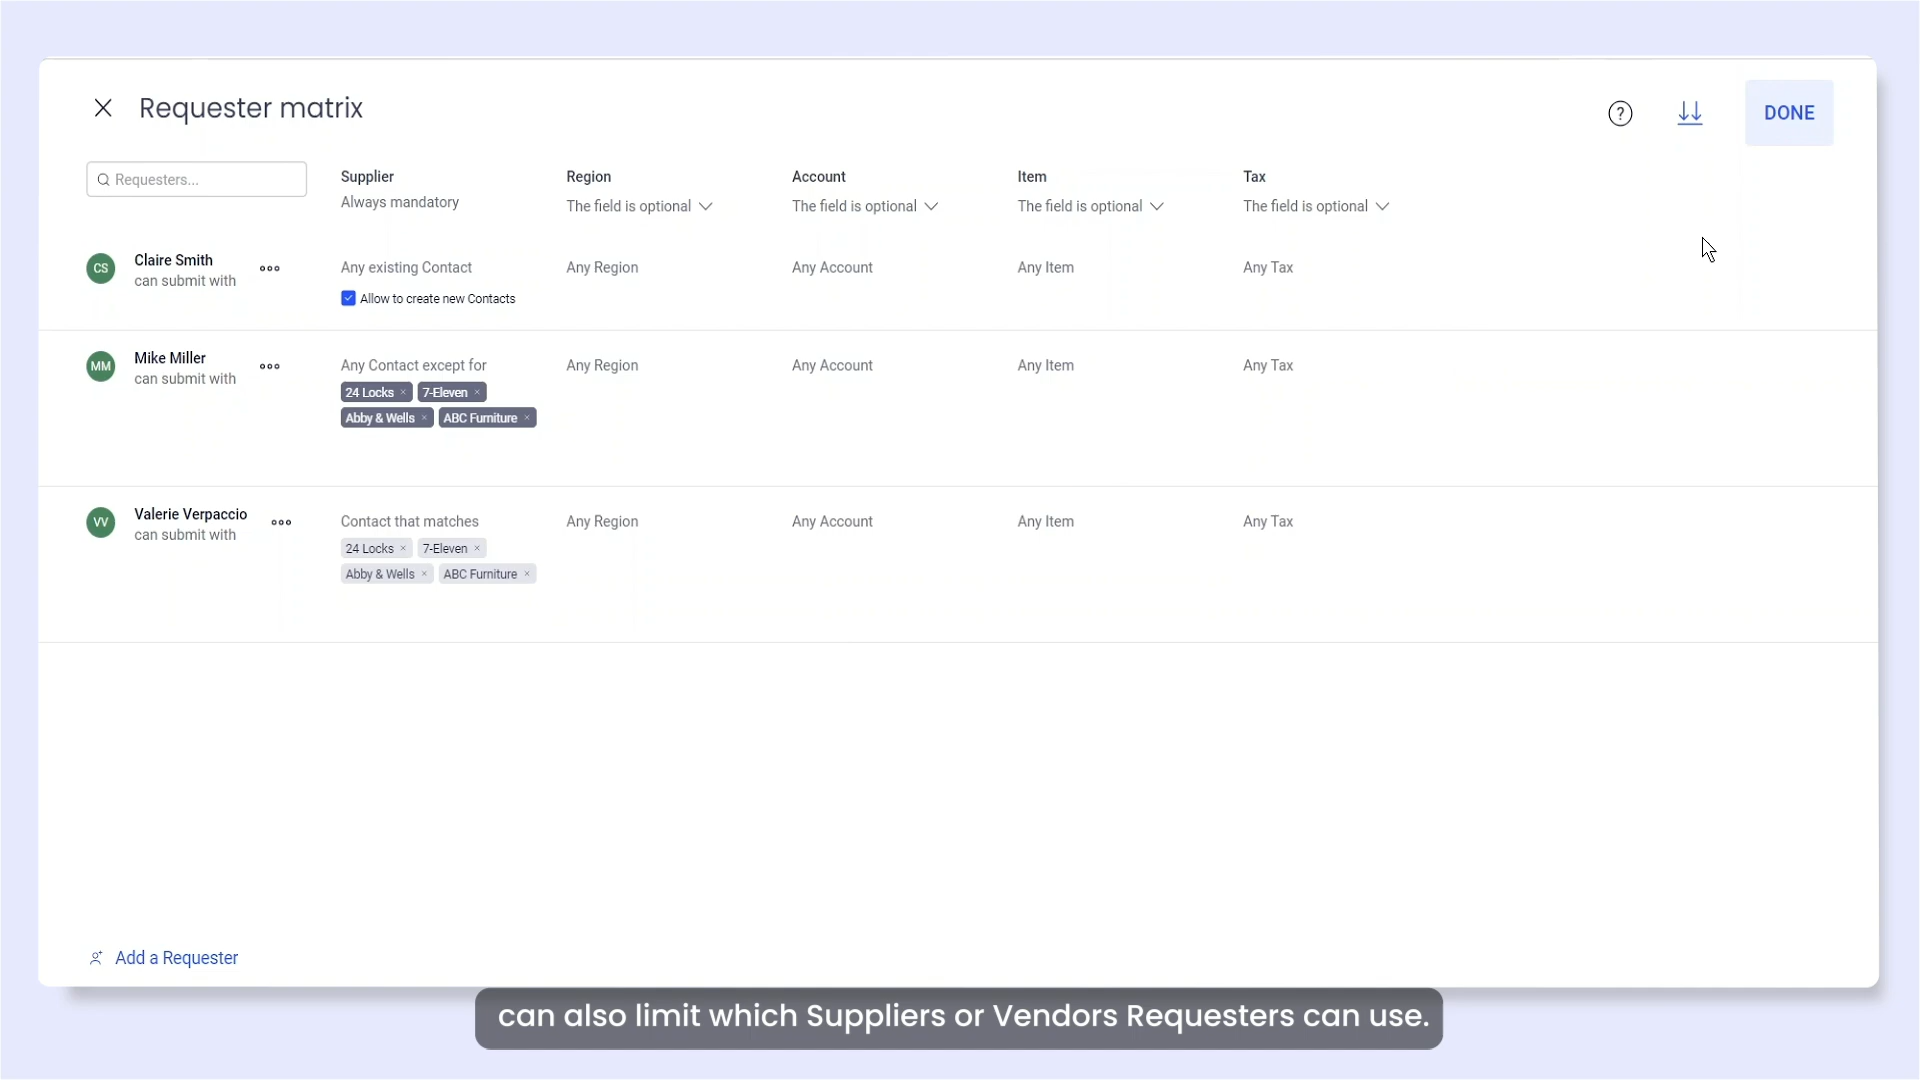 Requester matrix
?
DONE
Requesters...
Supplier
Region
Account
Item
Tax
Always mandatory
The field is optional
The field is optional
The field is optional
The field is optional
CS
Claire Smith
can submit with
Any existing Contact
Allow to create new Contacts
Any Region
Any Account
Any Item
Any Tax
MM
Mike Miller
can submit with
Any Contact except for
24 Locks × 7-Eleven ×
Abby & Wells × ABC Furniture ×
Any Region
Any Account
Any Item
Any Tax
VV
Valerie Verpaccio
can submit with
Contact that matches
24 Locks × 7-Eleven ×
Abby & Wells × ABC Furniture ×
Any Region
Any Account
Any Item
Any Tax
Add a Requester
can also limit which Suppliers or Vendors Requesters can use.